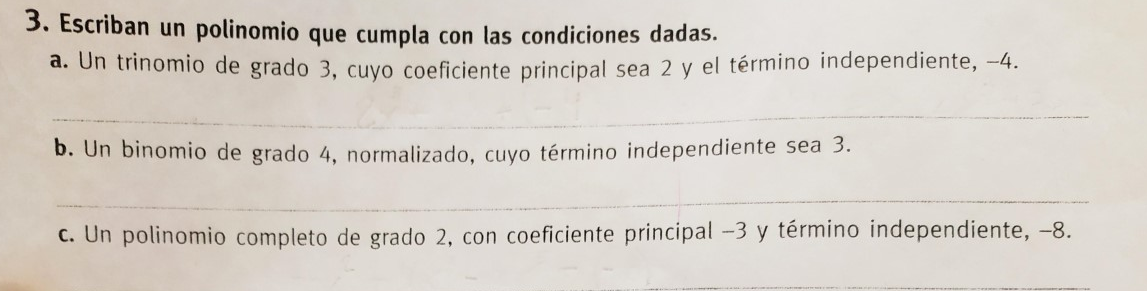 3. Escriban un polinomio que cumpla con las condiciones dadas.
a. Un trinomio de grado 3, cuyo coeficiente principal sea 2 y el término independiente, −4.
b. Un binomio de grado 4, normalizado, cuyo término independiente sea 3.
c. Un polinomio completo de grado 2, con coeficiente principal −3 y término independiente, −8.